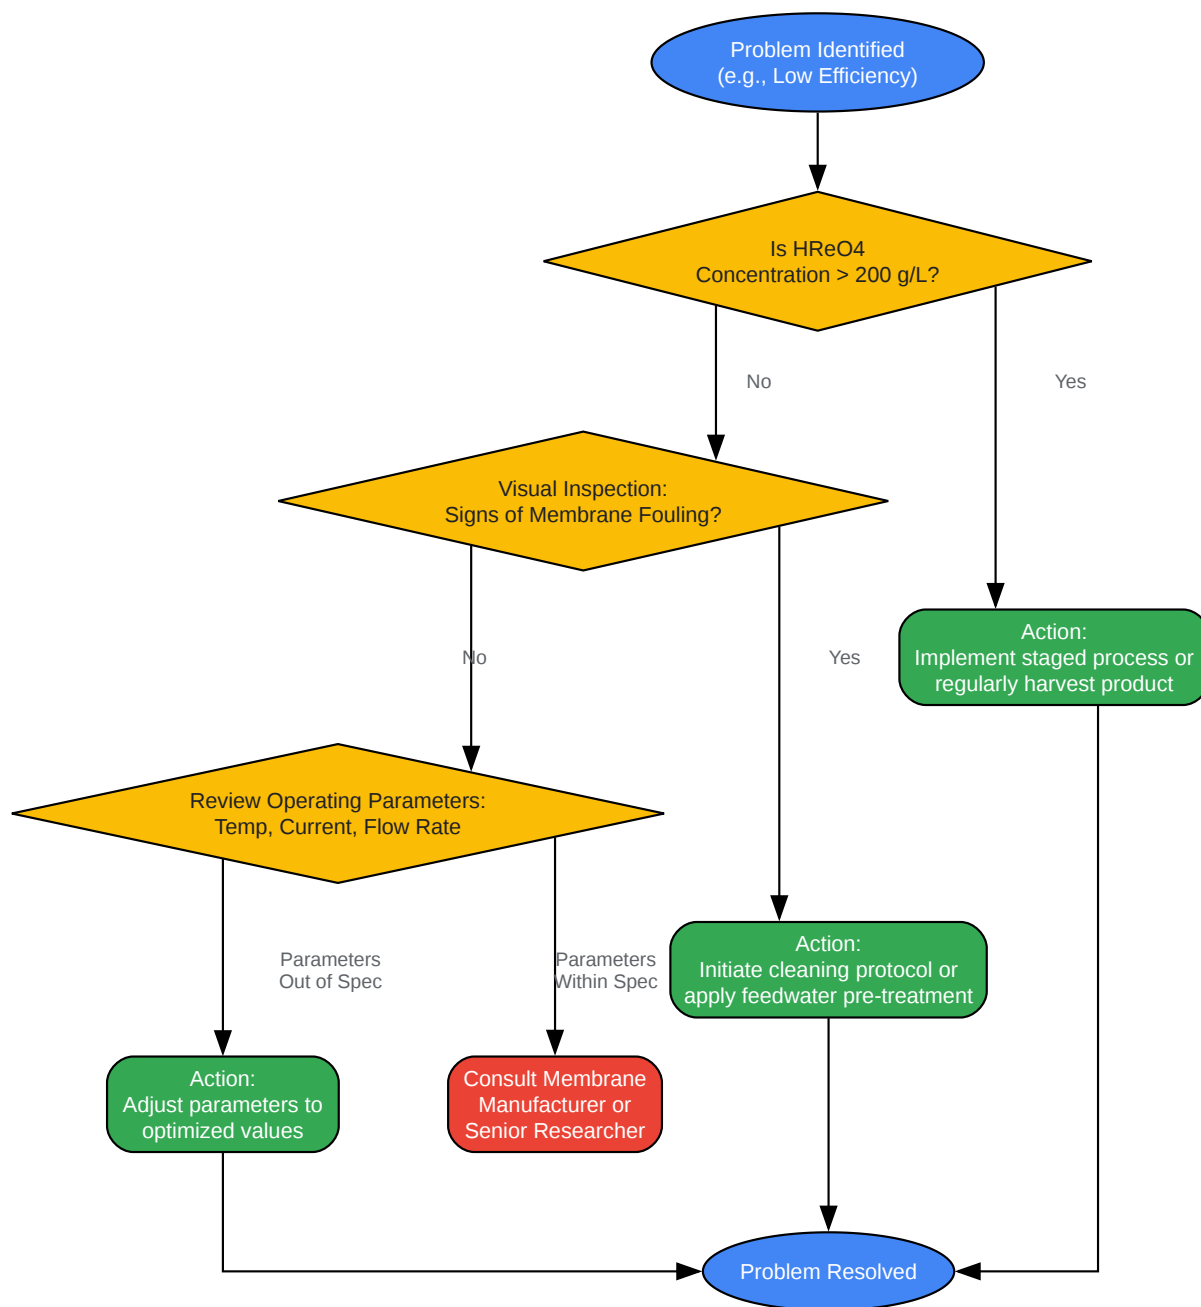 Problem Identified
(e.g., Low Efficiency)
Is HReO4
Concentration > 200 g/L?
No
Yes
Visual Inspection:
Signs of Membrane Fouling?
No
Yes
Action:
Implement staged process or
regularly harvest product
Review Operating Parameters:
Temp, Current, Flow Rate
Parameters
Out of Spec
Parameters
Within Spec
Action:
Initiate cleaning protocol or
apply feedwater pre-treatment
Action:
Adjust parameters to
optimized values
Consult Membrane
Manufacturer or
Senior Researcher
Problem Resolved